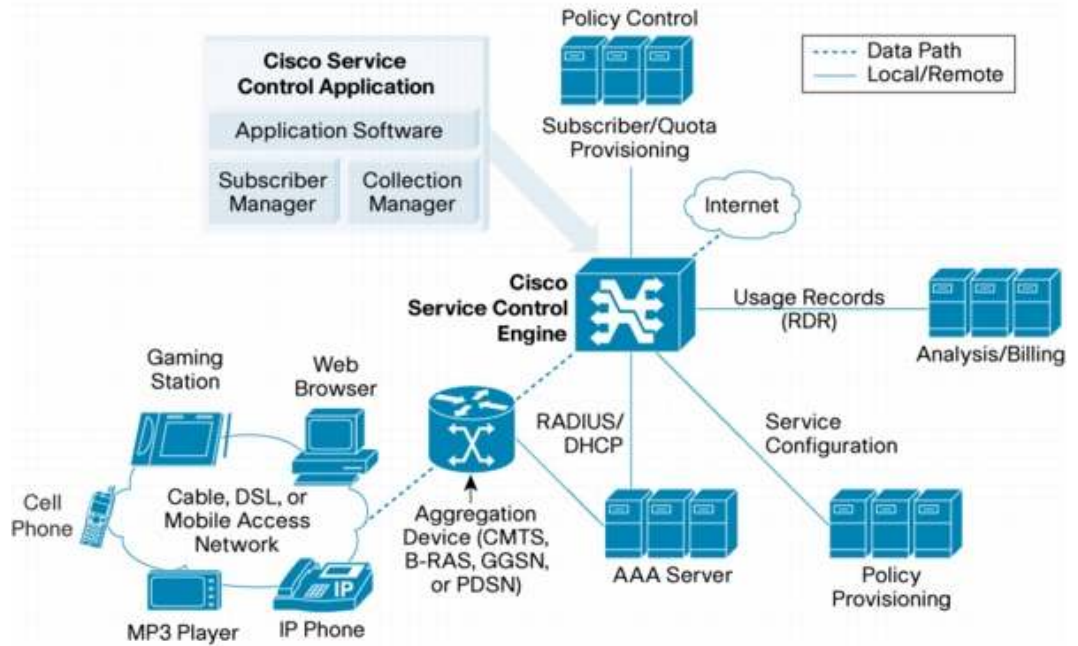 Policy Control
Data Path
Local/Remote
Cisco Service
Control Application
Application Software
Subscriber
Manager
Collection
Manager
Subscriber/Quota
Provisioning
Internet
Cisco
Service Control
Engine
Usage Records
(RDR)
Analysis/Billing
Gaming
Station
Web
Browser
RADIUS/
DHCP
Service
Configuration
Cell
Phone
Cable, DSL, or
Mobile Access
Network
Aggregation
Device (CMTS,
B-RAS, GGSN,
or PDSN)
AAA Server
Policy
Provisioning
IP
MP3 Player
IP Phone